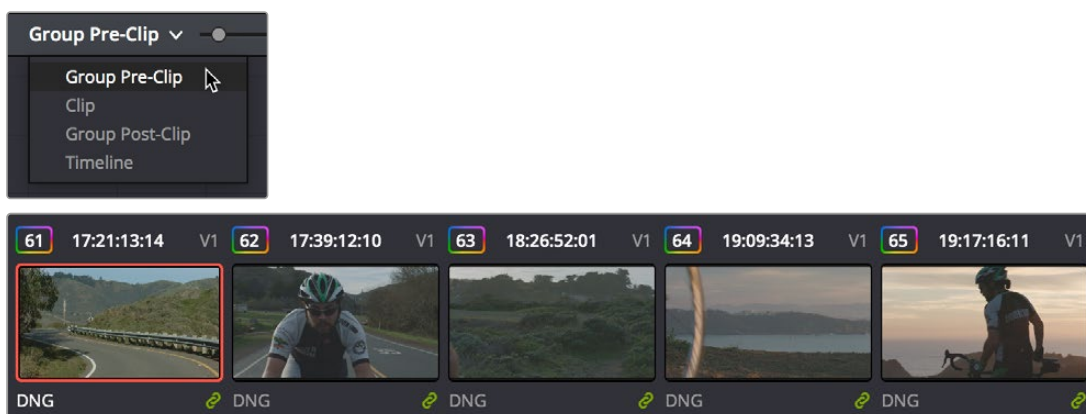 Group Pre-Clip
Group Pre-Clip
Clip
Group Post-Clip
Timeline
61 17:21:13:14 V1 62 17:39:12:10 V1 63 18:26:52:01 V1 64 19:09:34:13 V1 65 19:17:16:11 V1
DNG DNG DNG DNG DNG